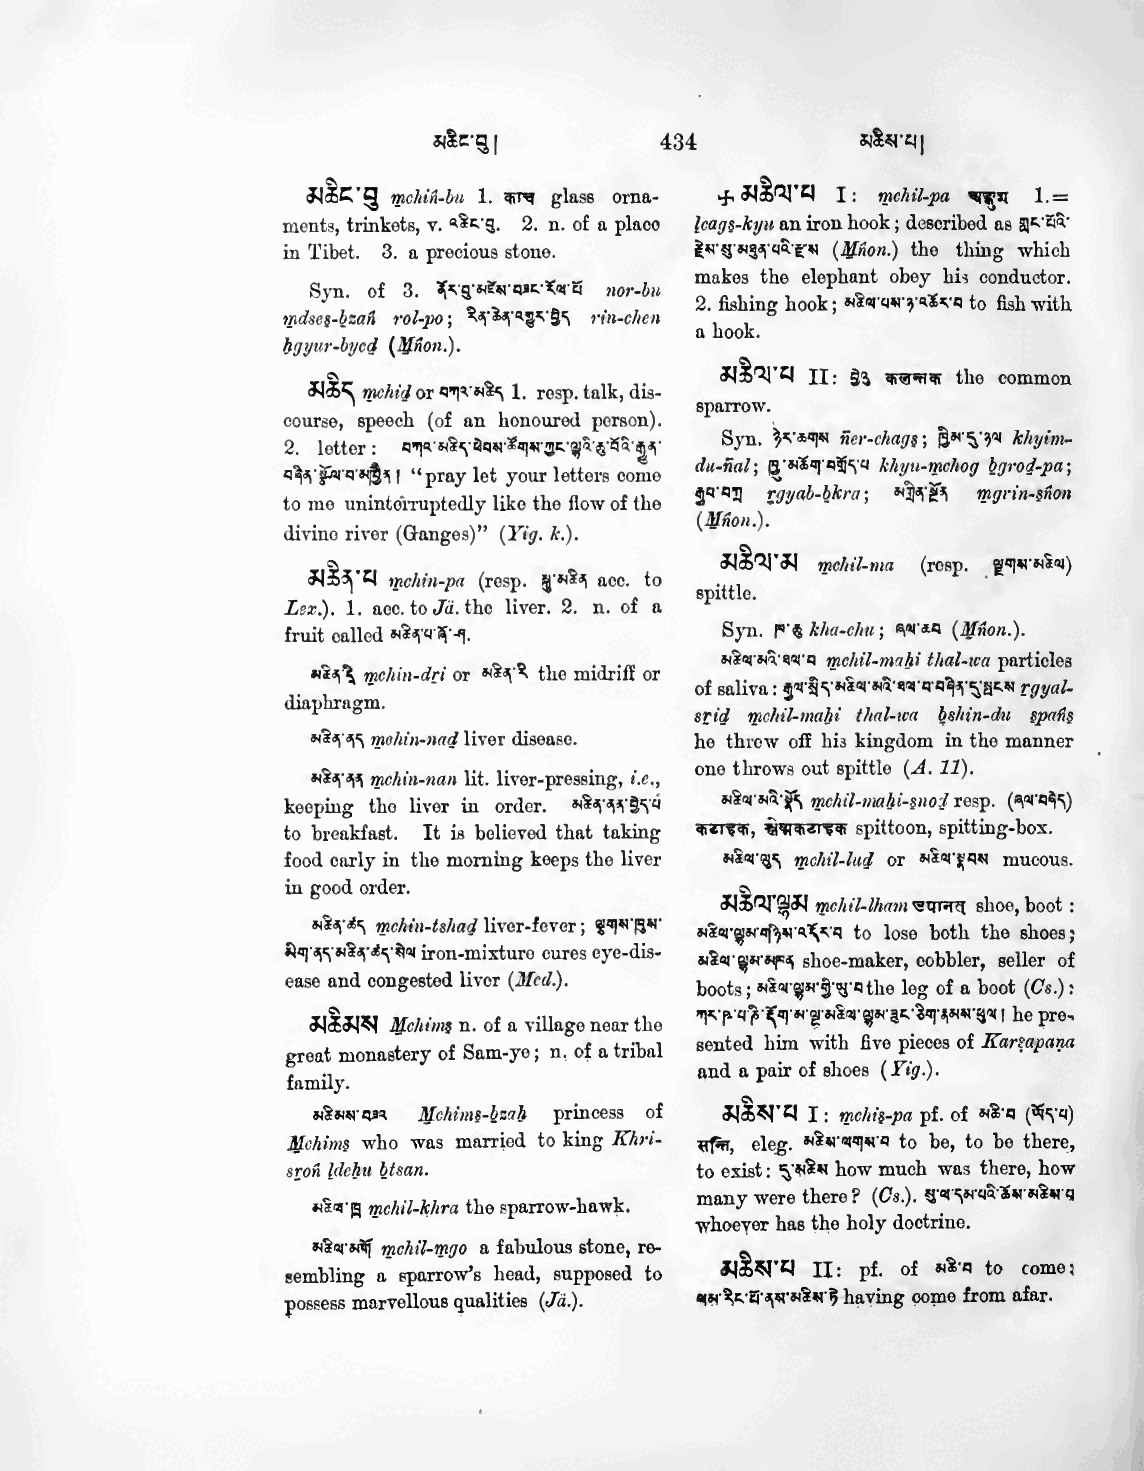 མཆིང་བུ།
434
མཆིས་པ།
མཆིང་བུ mchiṅ-bu 1. काच glass orna-
ments, trinkets, v. འཆིང་བུ. 2. n. of a place
in Tibet. 3. a precious stone.
Syn. of 3. ནོར་བུ་མཛེས་བཟང་རོལ་པོ nor-bu
mdses-bzaṅ rol-po; རིན་ཆེན་འགྱུར་བྱེད rin-chen
hgyur-byed (Mṅon.).
མཆིད mchid or བཀའ་མཆིད 1. resp. talk, dis-
course, speech (of an honoured person).
2. letter: བཀའ་མཆིད་ཕེབས་ཚོགས་ཀྱང་ལྷའི་ཆུ་བོའི་རྒྱུན་
བཞིན་སྩོལ་བ་མཁྱེན། “pray let your letters come
to me uninterruptedly like the flow of the
divine river (Ganges)” (Yig. k.).
མཆིན་པ mchin-pa (resp. སྐུ་མཆིན acc. to
Lex.). 1. acc. to Jä. the liver. 2. n. of a
fruit called མཆིན་པ་ཞོ་ཤ.
མཆིན་དྲི mchin-dri or མཆིན་རི the midriff or
diaphragm.
མཆིན་ནད mchin-nad liver disease.
མཆིན་ནན mchin-nan lit. liver-pressing, i.e.,
keeping the liver in order. མཆིན་ནན་བྱེད་པ
to breakfast. It is believed that taking
food early in the morning keeps the liver
in good order.
མཆིན་ཚད mchin-tshad liver-fever; ལྕགས་ཁུས་
མིག་ནད་མཆིན་ཚད་སེལ iron-mixture cures eye-dis-
ease and congested liver (Med.).
མཆིམས Mchims n. of a village near the
great monastery of Sam-ye; n. of a tribal
family.
མཆིམས་བཟའ Mchims-bzah princess of
Mchims who was married to king Khri-
sroṅ ldehu btsan.
མཆིལ་ཁྲ mchil-khra the sparrow-hawk.
མཆིལ་མགོ mchil-mgo a fabulous stone, re-
sembling a sparrow's head, supposed to
possess marvellous qualities (Jä.).
+ མཆིལ་པ I: mchil-pa अङ्कुश 1.=
lcags-kyu an iron hook; described as གླང་པོའི་
རྗེས་སུ་མཐུན་པའི་ངེས (Mṅon.) the thing which
makes the elephant obey his conductor.
2. fishing hook; མཆིལ་པས་ཉ་འཆོར་བ to fish with
a hook.
མཆིལ་པ II: བྱིའུ कलन्तक the common
sparrow.
Syn. ཉེར་ཆགས ñer-chags; ཁྱིམ་དུ་ཉལ khyim-
du-ñal; ཁྱུ་མཆོག་བགྲོད་པ khyu-mchog bgrod-pa;
རྒྱབ་བཀྲ rgyab-bkra; མགྲིན་སྔོན mgrin-sṅon
(Mṅon.).
མཆིལ་མ mchil-ma (resp. ལྗགས་མཆིལ)
spittle.
Syn. ཁ་ཆུ kha-chu; ཞལ་ཆབ (Mṅon.).
མཆིལ་མའི་ཐལ་བ mchil-mahi thal-wa particles
of saliva: རྒྱལ་སྲིད་མཆིལ་མའི་ཐལ་བ་བཞིན་དུ་སྤངས rgyal-
srid mchil-mahi thal-wa bshin-du spaṅs
he threw off his kingdom in the manner
one throws out spittle (A. 11).
མཆིལ་མའི་སྣོད mchil-mahi-snod resp. (ཞལ་བཞེད)
कटाइक, श्लेष्मकटाइक spittoon, spitting-box.
མཆིལ་ལུད mchil-lud or མཆིལ་སྣབས mucous.
མཆིལ་ལྷམ mchil-lham उपानत् shoe, boot:
མཆིལ་ལྷམ་གཉིས་འདོར་བ to lose both the shoes;
མཆིལ་ལྷམ་མཁན shoe-maker, cobbler, seller of
boots; མཆིལ་ལྷམ་གྱི་ཡུ་བ the leg of a boot (Cs.):
ཀར་ཥ་པ་ཎི་རྡོག་མ་ལྔ་མཆིལ་ལྷམ་ཟུང་ཅིག་རྣམས་ཕུལ། he pre-
sented him with five pieces of Karṣapaṇa
and a pair of shoes (Yig.).
མཆིས་པ I: mchis-pa pf. of མཆི་བ (ཡོད་པ)
सन्ति, eleg. མཆིས་ལགས་པ to be, to be there,
to exist: དུ་མཆིས how much was there, how
many were there? (Cs.). སུ་ལ་དམ་པའི་ཆོས་མཆིས་པ
whoever has the holy doctrine.
མཆིས་པ II: pf. of མཆི་བ to come;
ལམ་རིང་པོ་ནས་མཆིས་ཏེ having come from afar.